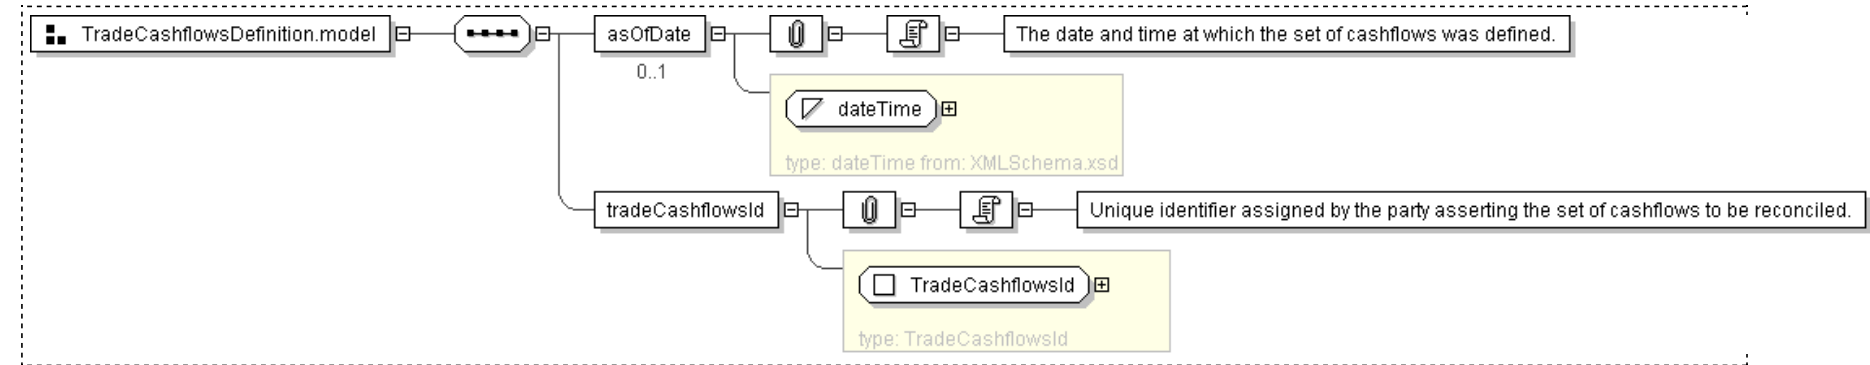 TradeCashflowsDefinition.model
asOfDate
The date and time at which the set of cashflows was defined.
0..1
dateTime
type: dateTime from: XMLSchema.xsd
tradeCashflowsId
Unique identifier assigned by the party asserting the set of cashflows to be reconciled.
TradeCashflowsId
type: TradeCashflowsId